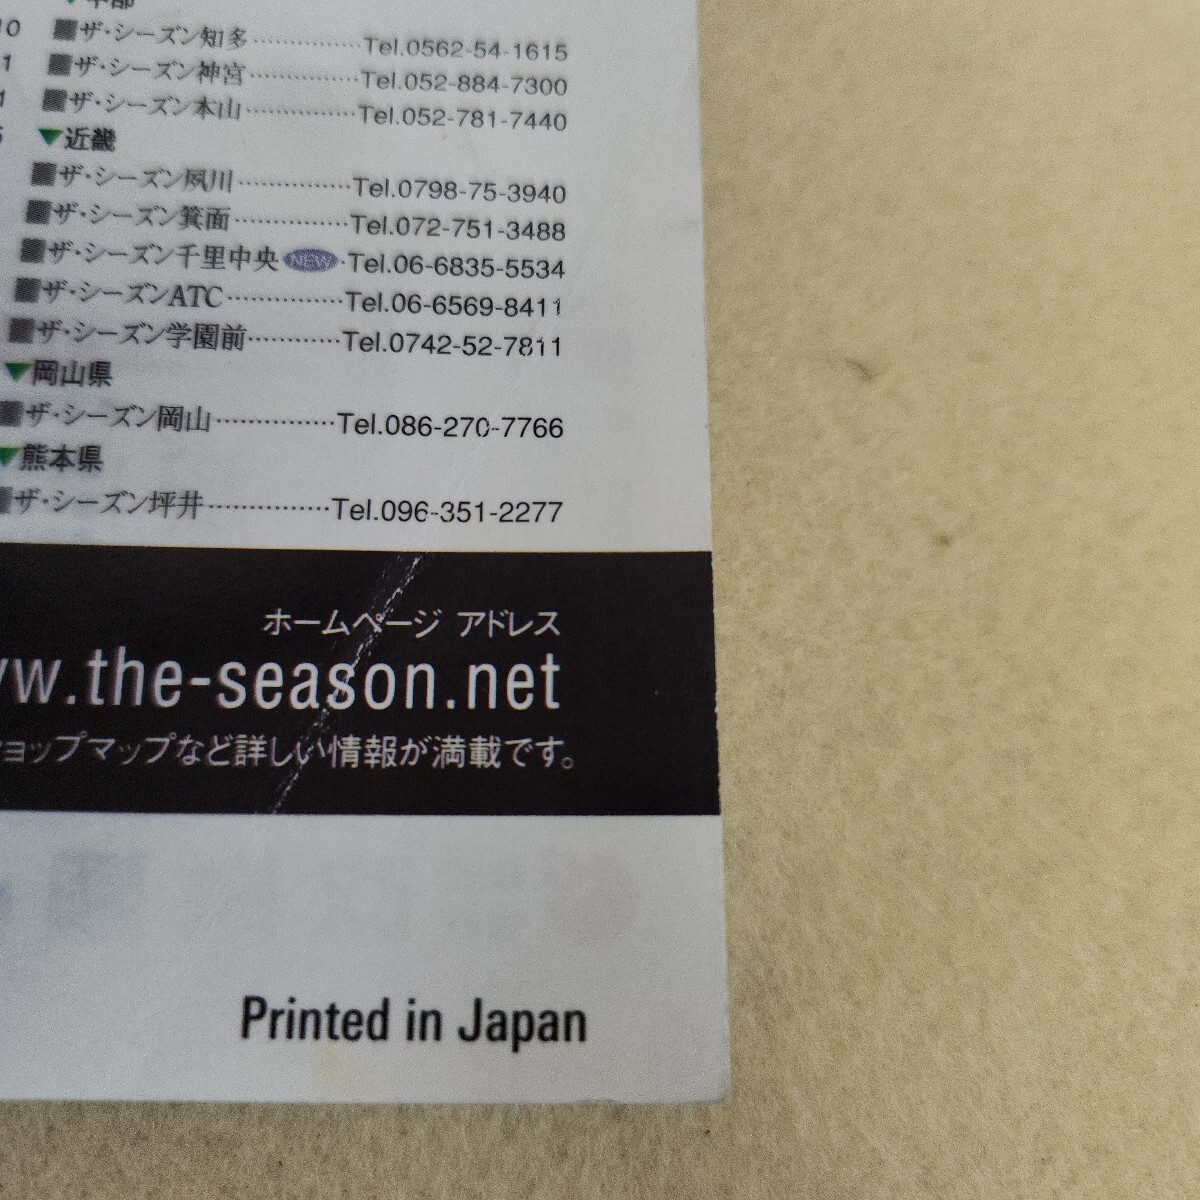 中部
■ザ・シーズン知多……………Tel.0562-54-1615
■ザ・シーズン神宮……………Tel.052-884-7300
■ザ・シーズン本山……………Tel.052-781-7440
▼近畿
■ザ・シーズン夙川……………Tel.0798-75-3940
■ザ・シーズン箕面……………Tel.072-751-3488
■ザ・シーズン千里中央 NEW ・Tel.06-6835-5534
■ザ・シーズンATC……………Tel.06-6569-8411
■ザ・シーズン学園前…………Tel.0742-52-7811
▼岡山県
■ザ・シーズン岡山……………Tel.086-270-7766
▼熊本県
■ザ・シーズン坪井……………Tel.096-351-2277
ホームページ アドレス
w.the-season.net
ョップマップなど詳しい情報が満載です。
Printed in Japan